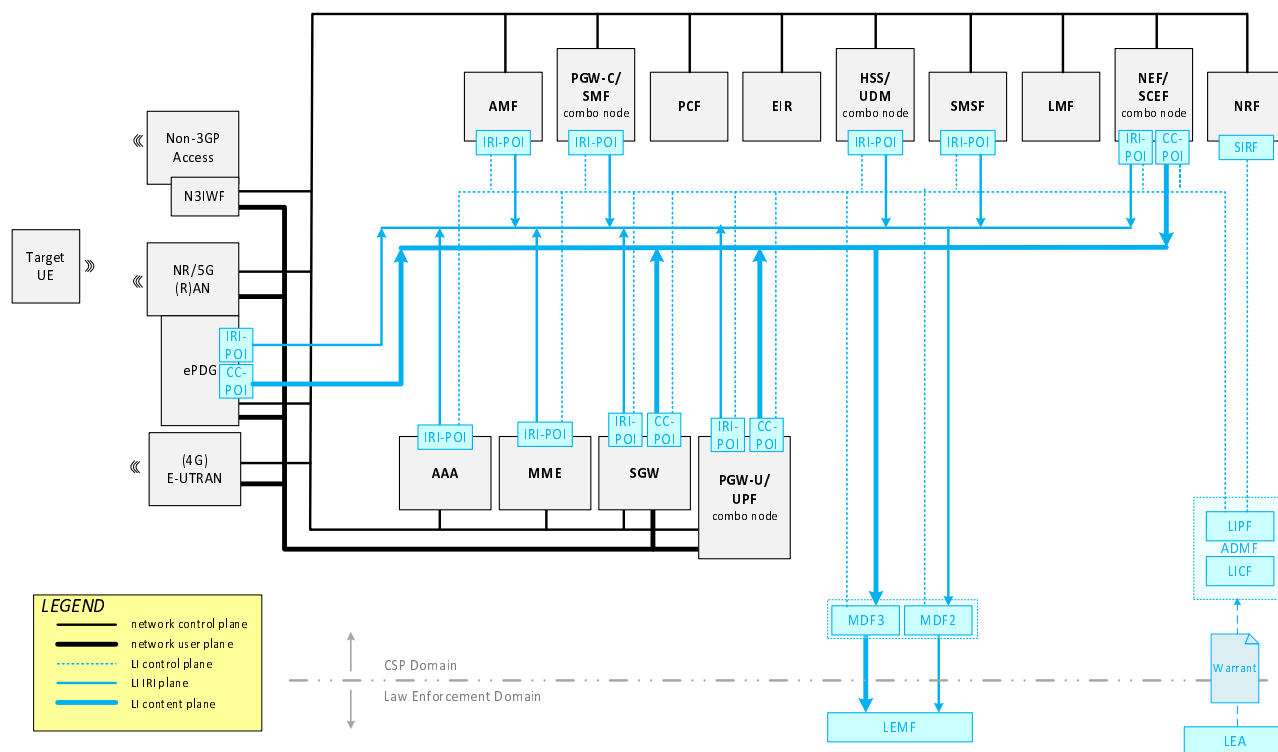 AMF
PGW-C/
SMF
combo node
PCF
EIR
HSS/
UDM
combo node
SMSF
LMF
NEF/
SCEF
combo node
NRF
IRI-POI
IRI-POI
IRI-POI
IRI-POI
IRI-
POI
CC-
POI
SIRF
Non-3GP
Access
N3IWF
Target
UE
NR/5G
(R)AN
IRI-
POI
ePDG
CC-
POI
(4G)
E-UTRAN
IRI-POI
AAA
IRI-POI
MME
IRI-
POI
CC-
POI
SGW
IRI-
POI
CC-
POI
PGW-U/
UPF
combo node
LIPF
ADMF
LICF
MDF3
MDF2
LEGEND
network control plane
network user plane
LI control plane
LI IRI plane
LI content plane
CSP Domain
Law Enforcement Domain
Warrant
LEMF
LEA